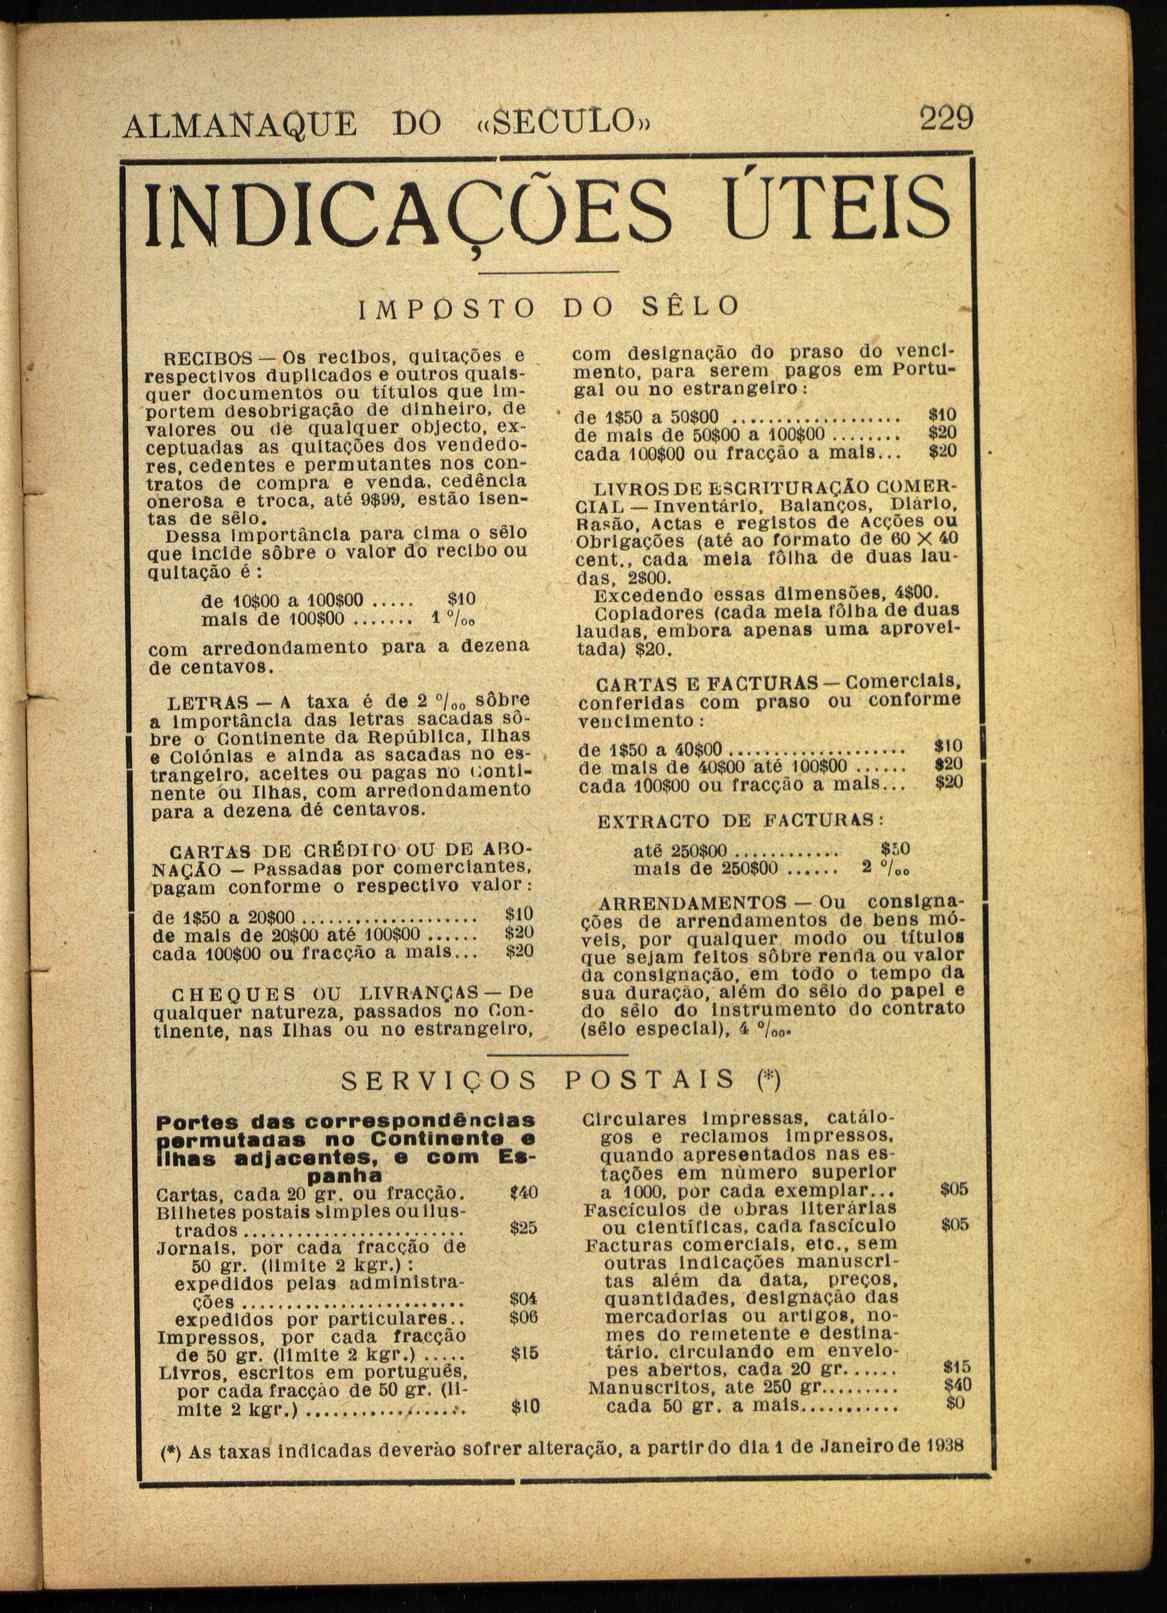 ALMANAQUE DO «SECULO» 229
INDICAÇÕES ÚTEIS
IMPOSTO DO SÊLO
RECIBOS — Os recibos, quitações e
respectivos duplicados e outros quais-
quer documentos ou títulos que im-
portem desobrigação de dinheiro, de
valores ou de qualquer objecto, ex-
ceptuadas as quitações dos vendedo-
res, cedentes e permutantes nos con-
tratos de compra e venda, cedência
onerosa e troca, até 9$99, estão isen-
tas de sêlo.
Dessa importância para cima o sêlo
que incide sôbre o valor do recibo ou
quitação é:
de 10$00 a 100$00 ..... $10
mais de 100$00 ....... 1 º/₀₀
com arredondamento para a dezena
de centavos.
LETRAS — A taxa é de 2 º/₀₀ sôbre
a importância das letras sacadas sô-
bre o Continente da República, Ilhas
e Colónias e ainda as sacadas no es-
trangeiro, aceites ou pagas no Conti-
nente ou Ilhas, com arredondamento
para a dezena dé centavos.
CARTAS DE CRÉDITO OU DE ABO-
NAÇÃO — Passadas por comerciantes,
pagam conforme o respectivo valor:
de 1$50 a 20$00 .................... $10
de mais de 20$00 até 100$00 ...... $20
cada 100$00 ou fracção a mais... $20
CHEQUES OU LIVRANÇAS — De
qualquer natureza, passados no Con-
tinente, nas Ilhas ou no estrangeiro,
com designação do praso do venci-
mento, para serem pagos em Portu-
gal ou no estrangeiro:
de 1$50 a 50$00 ................... $10
de mais de 50$00 a 100$00 ........ $20
cada 100$00 ou fracção a mais... $20
LIVROS DE ESCRITURAÇÃO COMER-
CIAL — Inventário, Balanços, Diário,
Rasão, Actas e registos de Acções ou
Obrigações (até ao formato de 60 × 40
cent., cada meia fôlha de duas lau-
das, 2$00.
Excedendo essas dimensões, 4$00.
Copiadores (cada meia fôlha de duas
laudas, embora apenas uma aprovei-
tada) $20.
CARTAS E FACTURAS — Comerciais,
conferidas com praso ou conforme
vencimento:
de 1$50 a 40$00 .................... $10
de mais de 40$00 até 100$00 ...... $20
cada 100$00 ou fracção a mais... $20
EXTRACTO DE FACTURAS:
até 250$00 ............ $50
mais de 250$00 ...... 2 º/₀₀
ARRENDAMENTOS — Ou consigna-
ções de arrendamentos de bens mó-
veis, por qualquer modo ou títulos
que sejam feitos sôbre renda ou valor
da consignação, em todo o tempo da
sua duração, além do sêlo do papel e
do sêlo do instrumento do contrato
(sêlo especial), 4 º/₀₀.
SERVIÇOS POSTAIS (*)
Portes das correspondências
permutadas no Continente e
Ilhas adjacentes, e com Es-
panha
Cartas, cada 20 gr. ou fracção. $40
Bilhetes postais simples ou ilus-
trados ......................... $25
Jornais, por cada fracção de
50 gr. (limite 2 kgr.):
expedidos pelas administra-
ções ......................... $04
expedidos por particulares.. $06
Impressos, por cada fracção
de 50 gr. (limite 2 kgr.) ..... $15
Livros, escritos em português,
por cada fracção de 50 gr. (li-
mite 2 kgr.) .................. $10
Circulares impressas, catálo-
gos e reclamos impressos,
quando apresentados nas es-
tações em número superior
a 1000, por cada exemplar... $05
Fascículos de obras literárias
ou científicas, cada fascículo $05
Facturas comerciais, etc., sem
outras indicações manuscri-
tas além da data, preços,
quantidades, designação das
mercadorias ou artigos, no-
mes do remetente e destina-
tário, circulando em envelo-
pes abertos, cada 20 gr...... $15
Manuscritos, ate 250 gr......... $40
cada 50 gr. a mais........... $0
(*) As taxas indicadas deverão sofrer alteração, a partir do dia 1 de Janeiro de 1938